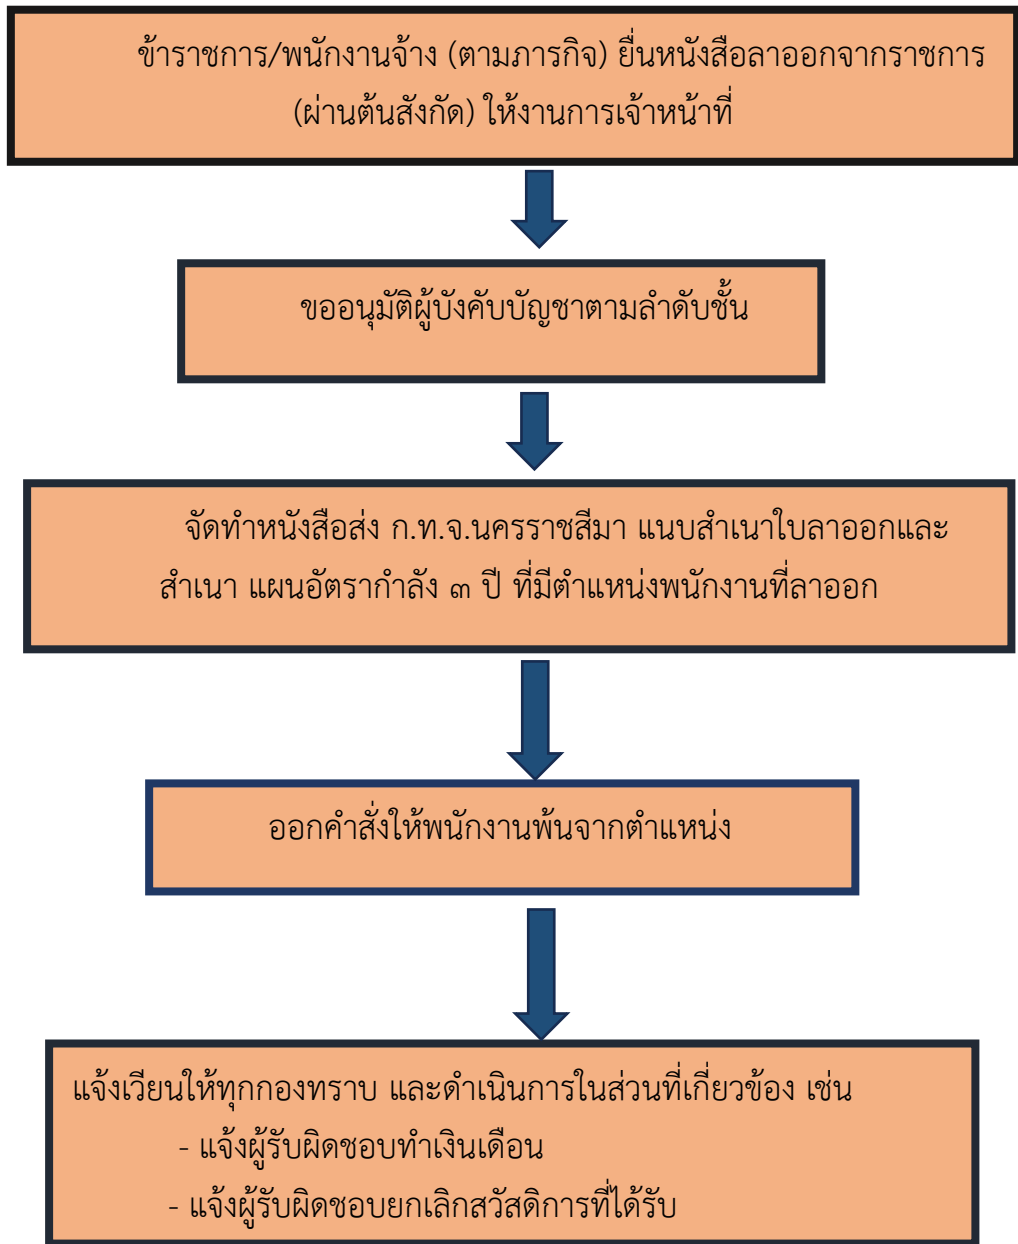 ข้าราชการ/พนักงานจ้าง (ตามภารกิจ) ยื่นหนังสือลาออกจากราชการ
(ผ่านต้นสังกัด) ให้งานการเจ้าหน้าที่
ขออนุมัติผู้บังคับบัญชาตามลำดับชั้น
จัดทำหนังสือส่ง ก.ท.จ.นครราชสีมา แนบสำเนาใบลาออกและ
สำเนา แผนอัตรากำลัง ๓ ปี ที่มีตำแหน่งพนักงานที่ลาออก
ออกคำสั่งให้พนักงานพ้นจากตำแหน่ง
แจ้งเวียนให้ทุกกองทราบ และดำเนินการในส่วนที่เกี่ยวข้อง เช่น
- แจ้งผู้รับผิดชอบทำเงินเดือน
- แจ้งผู้รับผิดชอบยกเลิกสวัสดิการที่ได้รับ